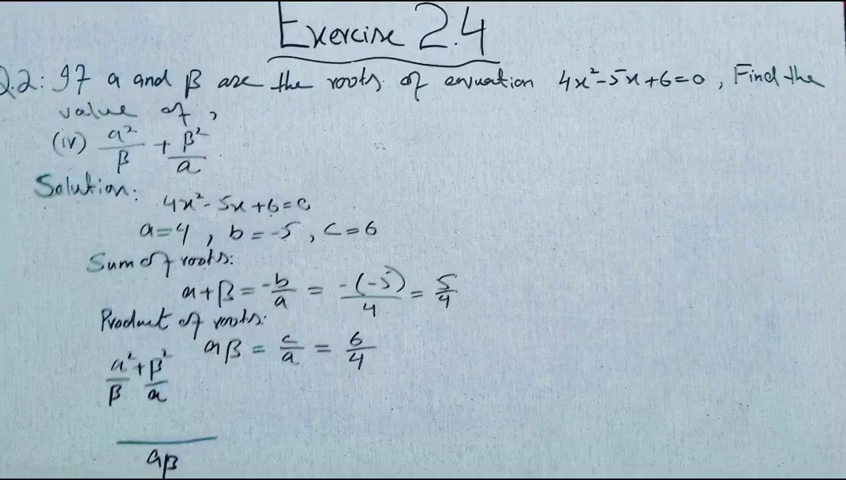 Exercise 2.4
Q.2: If α and β are the roots of equation 4x²-5x+6=0, Find the
value of,
(iv) α²/β + β²/α
Solution:
4x²-5x+6=0
a=4, b=-5, c=6
Sum of roots:
α+β = -b/a = -(-5)/4 = 5/4
Product of roots:
αβ = c/a = 6/4
α²/β + β²/α
/αβ